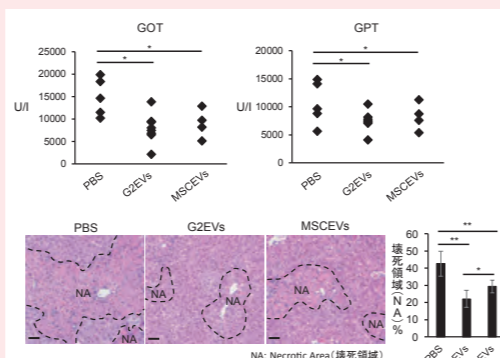 GOT
GPT
*
*
*
*
25000
20000
15000
10000
5000
0
U/l
PBS
G2EVs
MSCEVs
20000
15000
10000
5000
0
U/l
PBS
G2EVs
MSCEVs
PBS
G2EVs
MSCEVs
NA
NA
NA
NA
NA
NA
NA: Necrotic Area(壊死領域)
壊死領域(NA)%
60
50
40
30
20
10
0
**
**
*
PBS